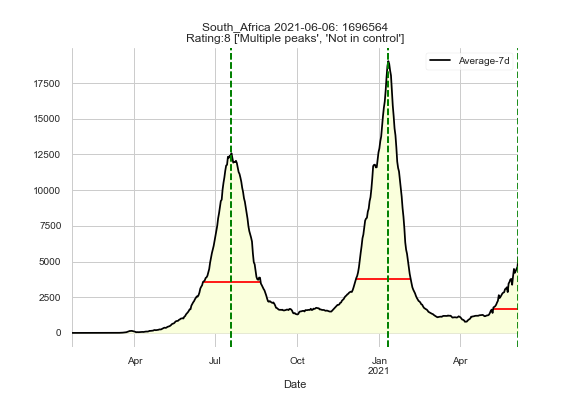 South_Africa 2021-06-06: 1696564
Rating:8 ['Multiple peaks', 'Not in control']
Average-7d
17500
15000
12500
10000
7500
5000
2500
0
Apr
Jul
Oct
Jan
2021
Apr
Date